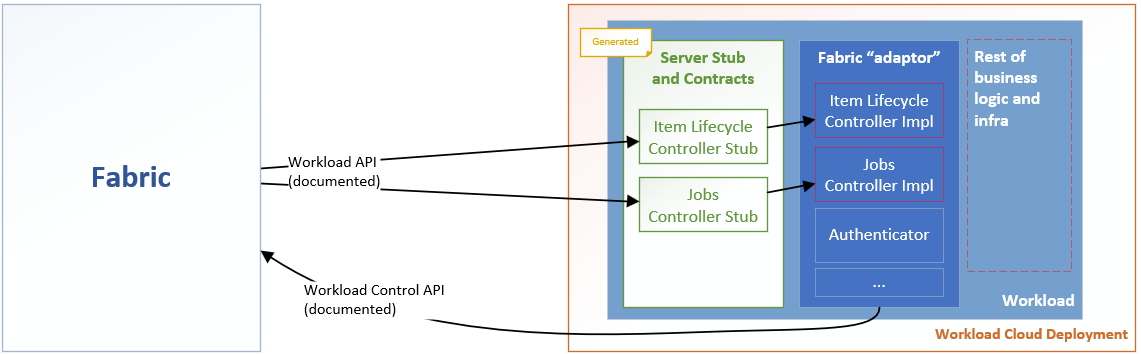 Fabric
Workload API
(documented)
Workload Control API
(documented)
Generated
Server Stub
and Contracts
Item Lifecycle
Controller Stub
Jobs
Controller Stub
Fabric “adaptor”
Item Lifecycle
Controller Impl
Jobs
Controller Impl
Authenticator
...
Rest of
business
logic and
infra
Workload
Workload Cloud Deployment